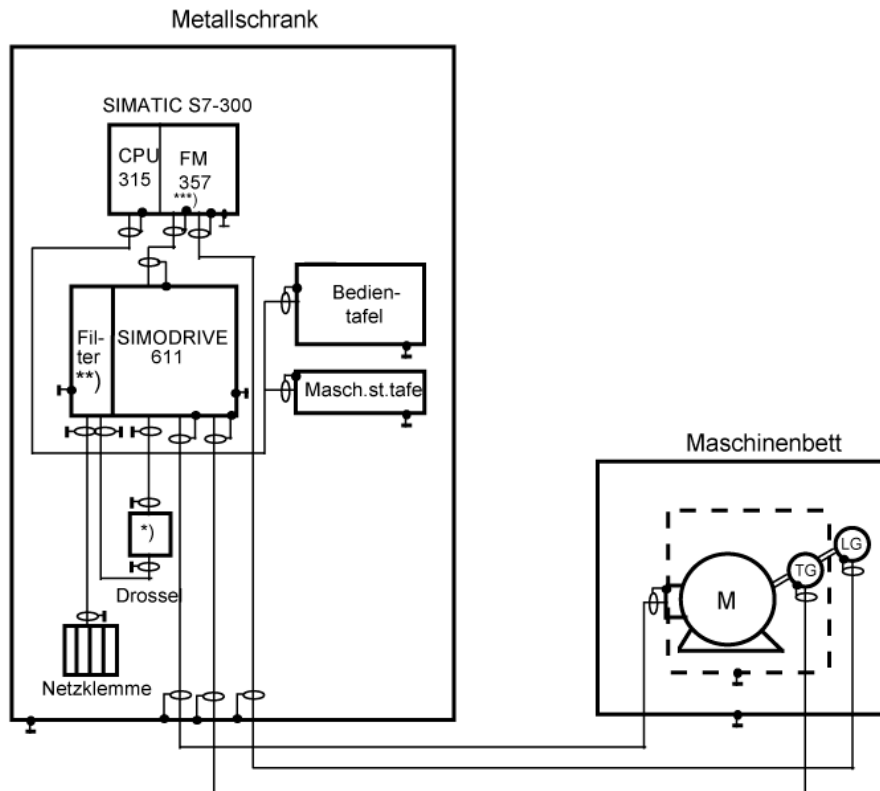 Metallschrank
SIMATIC S7-300
CPU
315
FM
357
***)
Bedien-
tafel
Fil-
ter
**)
SIMODRIVE
611
Masch.st.tafe
*)
Drossel
Netzklemme
Maschinenbett
M
TG
LG